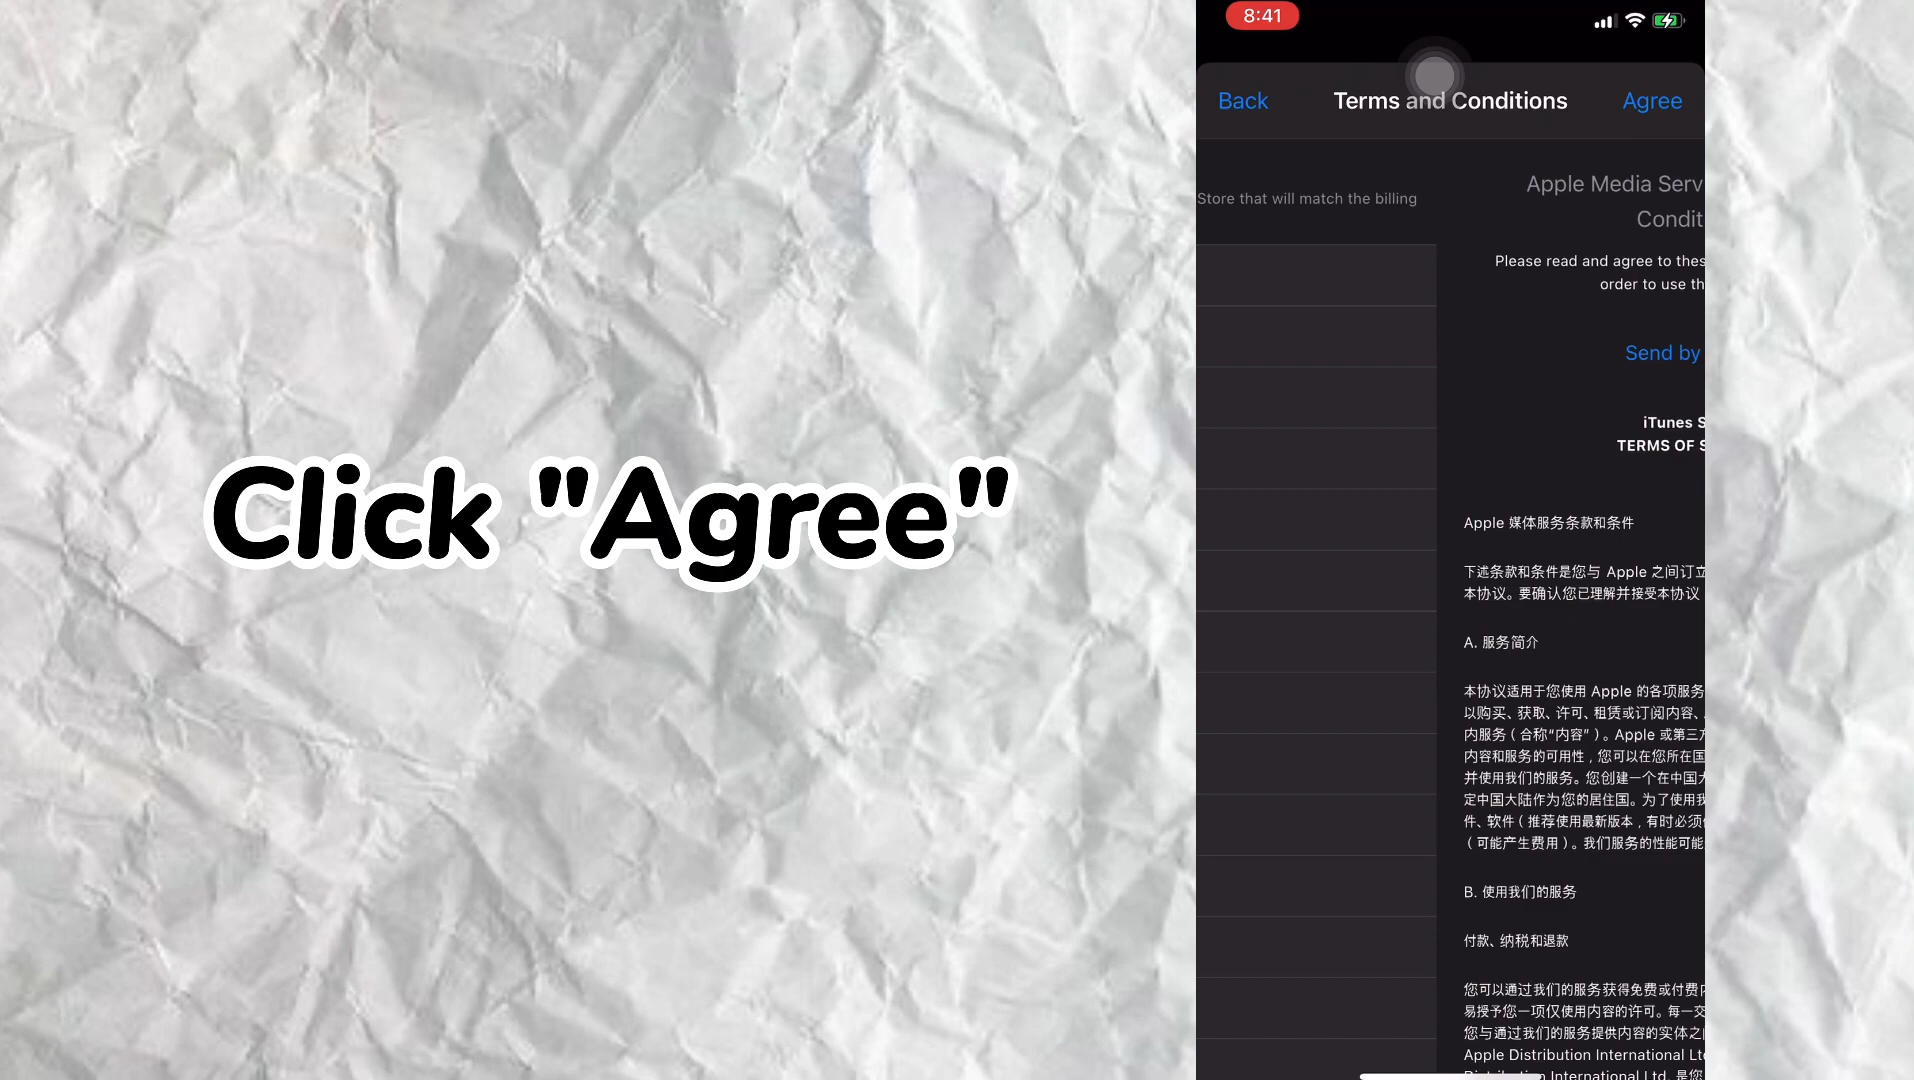 Click "Agree"
8:41
Back
Terms and Conditions
Agree
Store that will match the billing
Apple Media Serv
Condit
Please read and agree to thes
order to use th
Send by
iTunes S
TERMS OF S
Apple 媒体服务条款和条件
下述条款和条件是您与 Apple 之间订立
本协议。要确认您已理解并接受本协议
A. 服务简介
本协议适用于您使用 Apple 的各项服务
以购买、获取、许可、租赁或订阅内容、
内服务（合称“内容”）。Apple 或第三方
内容和服务的可用性，您可以在您所在国
并使用我们的服务。您创建一个在中国大
定中国大陆作为您的居住国。为了使用我
件、软件（推荐使用最新版本，有时必须
（可能产生费用）。我们服务的性能可能
B. 使用我们的服务
付款、纳税和退款
您可以通过我们的服务获得免费或付费
易授予您一项仅使用内容的许可。每一交
您与通过我们的服务提供内容的实体之
Apple Distribution International Lt
International Ltd. 是您